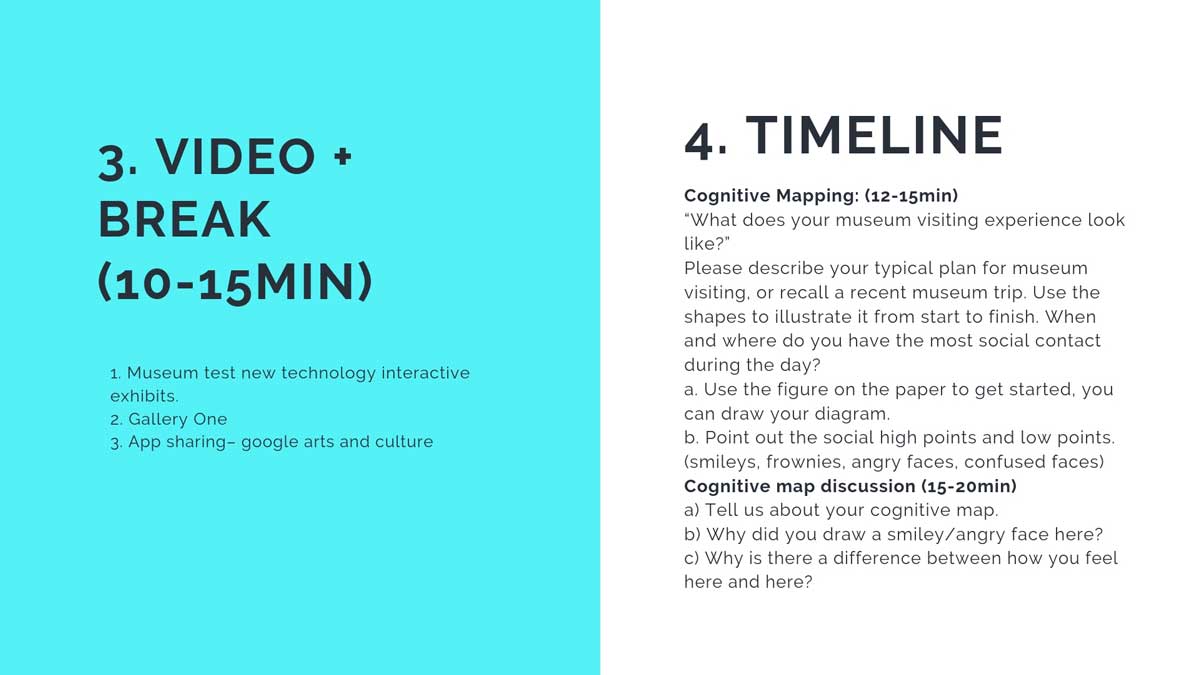 3. VIDEO +
BREAK
(10-15MIN)
1. Museum test new technology interactive
exhibits.
2. Gallery One
3. App sharing– google arts and culture
4. TIMELINE
Cognitive Mapping: (12-15min)
“What does your museum visiting experience look
like?”
Please describe your typical plan for museum
visiting, or recall a recent museum trip. Use the
shapes to illustrate it from start to finish. When
and where do you have the most social contact
during the day?
a. Use the figure on the paper to get started, you
can draw your diagram.
b. Point out the social high points and low points.
(smileys, frownies, angry faces, confused faces)
Cognitive map discussion (15-20min)
a) Tell us about your cognitive map.
b) Why did you draw a smiley/angry face here?
c) Why is there a difference between how you feel
here and here?